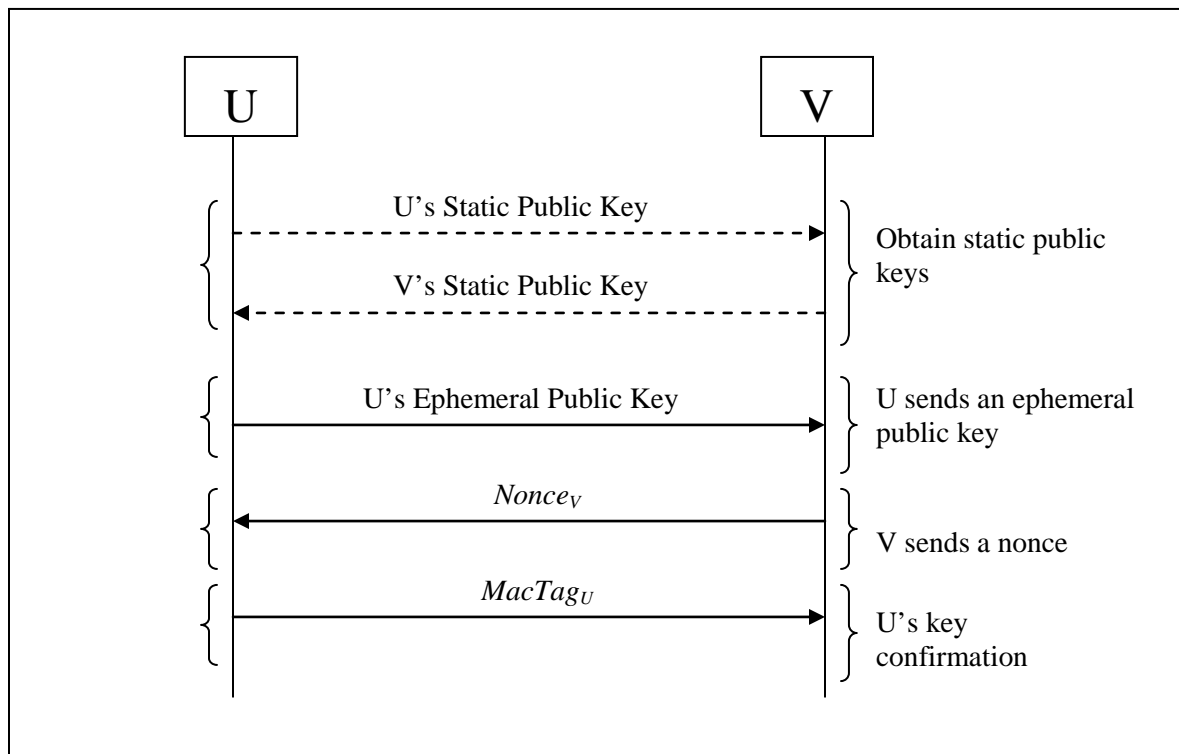 U
V
U’s Static Public Key
V’s Static Public Key
Obtain static public
keys
U’s Ephemeral Public Key
U sends an ephemeral
public key
NonceV
V sends a nonce
MacTagU
U’s key
confirmation